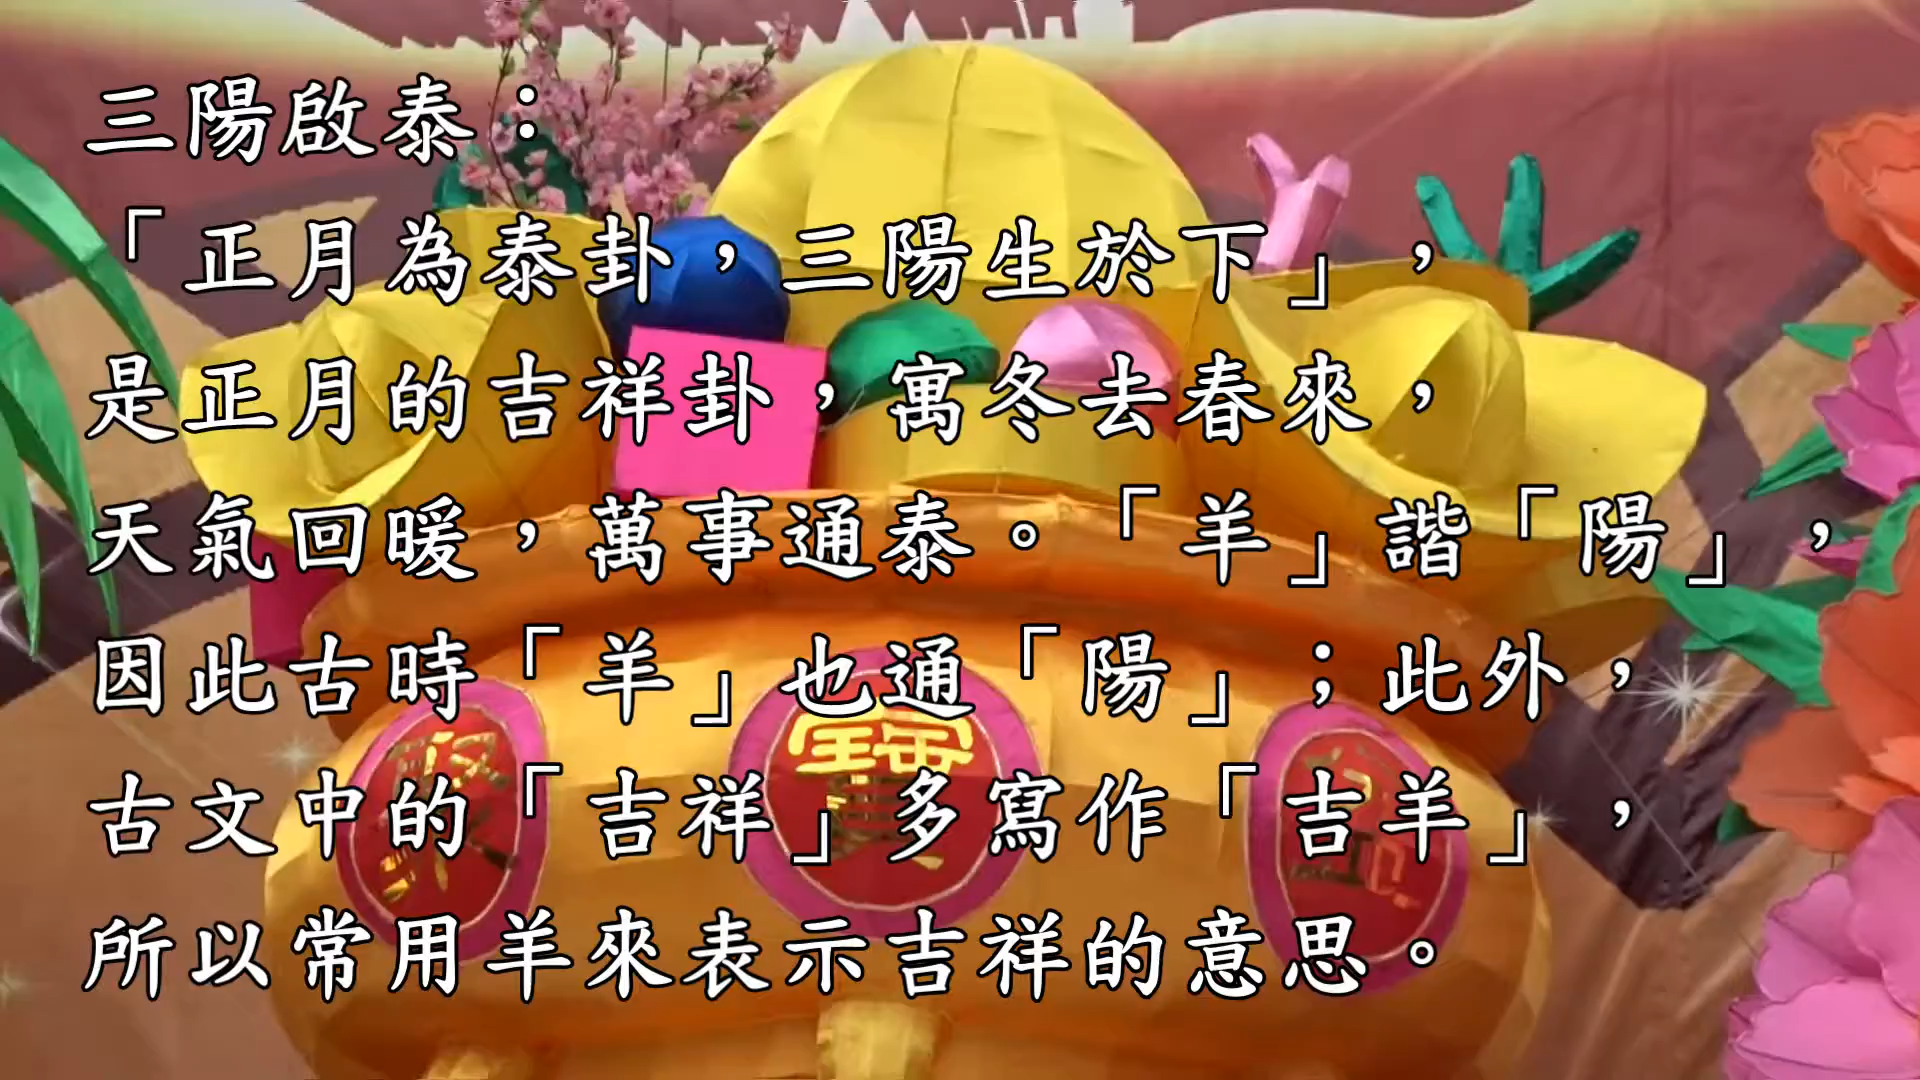 三陽啟泰：
「正月為泰卦，三陽生於下」，
是正月的吉祥卦，寓冬去春來，
天氣回暖，萬事通泰。「羊」諧「陽」，
因此古時「羊」也通「陽」；此外，
古文中的「吉祥」多寫作「吉羊」，
所以常用羊來表示吉祥的意思。
聚寶